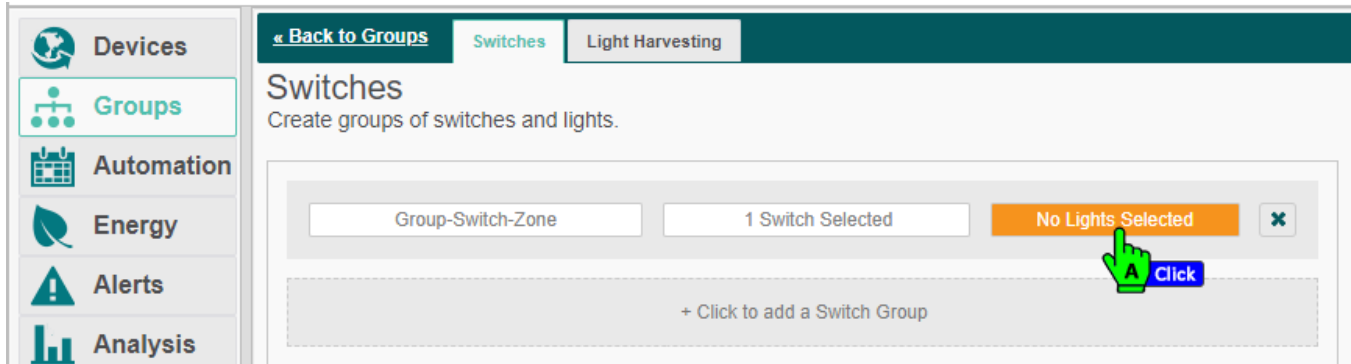 Devices
Groups
Automation
Energy
Alerts
Analysis
« Back to Groups
Switches
Light Harvesting
Switches
Create groups of switches and lights.
Group-Switch-Zone
1 Switch Selected
No Lights Selected
A Click
+ Click to add a Switch Group